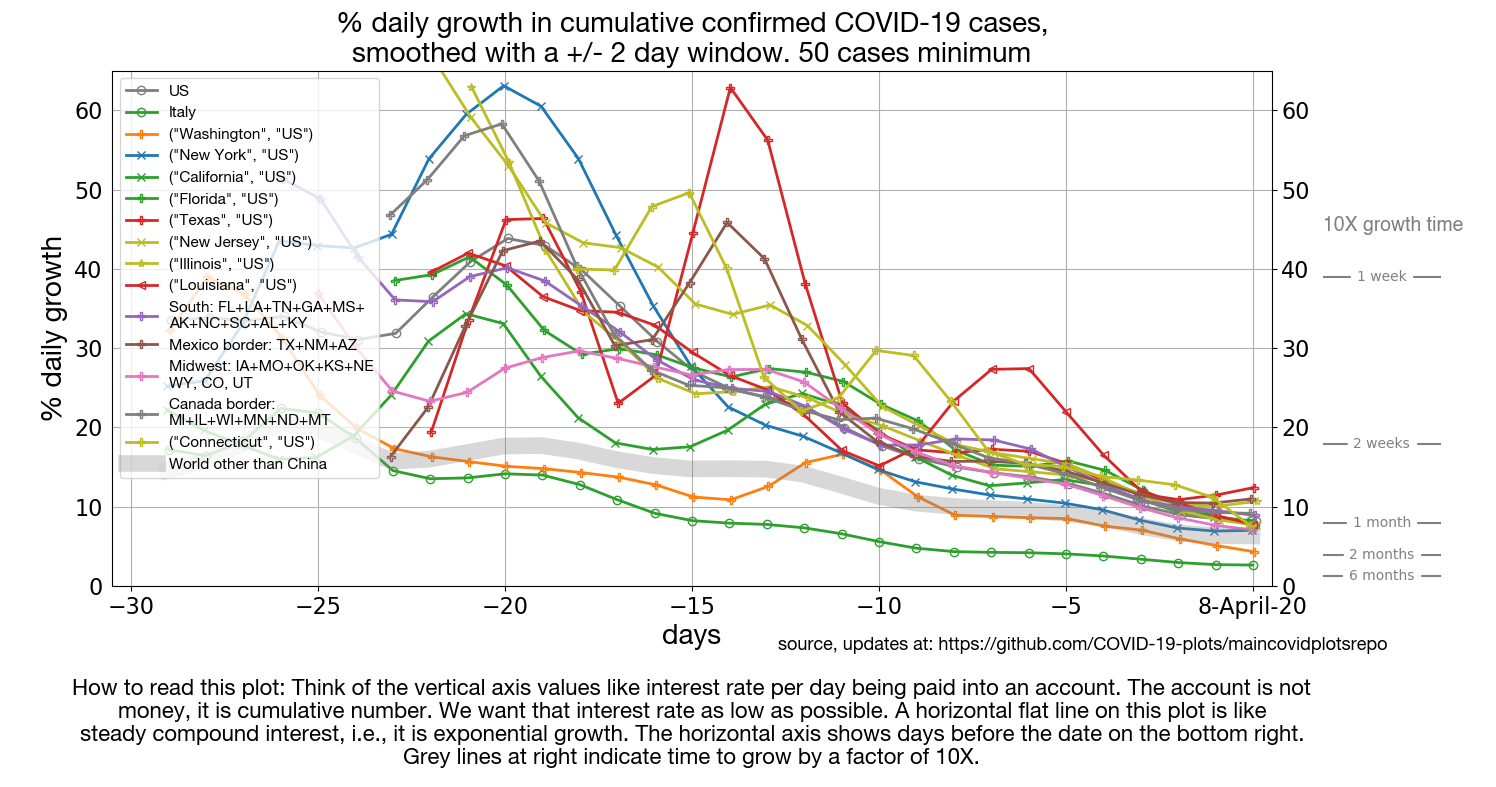 % daily growth in cumulative confirmed COVID-19 cases,
smoothed with a +/- 2 day window. 50 cases minimum
US
Italy
("Washington", "US")
("New York", "US")
("California", "US")
("Florida", "US")
("Texas", "US")
("New Jersey", "US")
("Illinois", "US")
("Louisiana", "US")
South: FL+LA+TN+GA+MS+
AK+NC+SC+AL+KY
Mexico border: TX+NM+AZ
Midwest: IA+MO+OK+KS+NE
WY, CO, UT
Canada border:
MI+IL+WI+MN+ND+MT
("Connecticut", "US")
World other than China
% daily growth
60
50
40
30
20
10
0
60
50
40
30
20
10
0
10X growth time
1 week
2 weeks
1 month
2 months
6 months
−30
−25
−20
−15
−10
−5
8-April-20
days
source, updates at: https://github.com/COVID-19-plots/maincovidplotsrepo
How to read this plot: Think of the vertical axis values like interest rate per day being paid into an account. The account is not
money, it is cumulative number. We want that interest rate as low as possible. A horizontal flat line on this plot is like
steady compound interest, i.e., it is exponential growth. The horizontal axis shows days before the date on the bottom right.
Grey lines at right indicate time to grow by a factor of 10X.